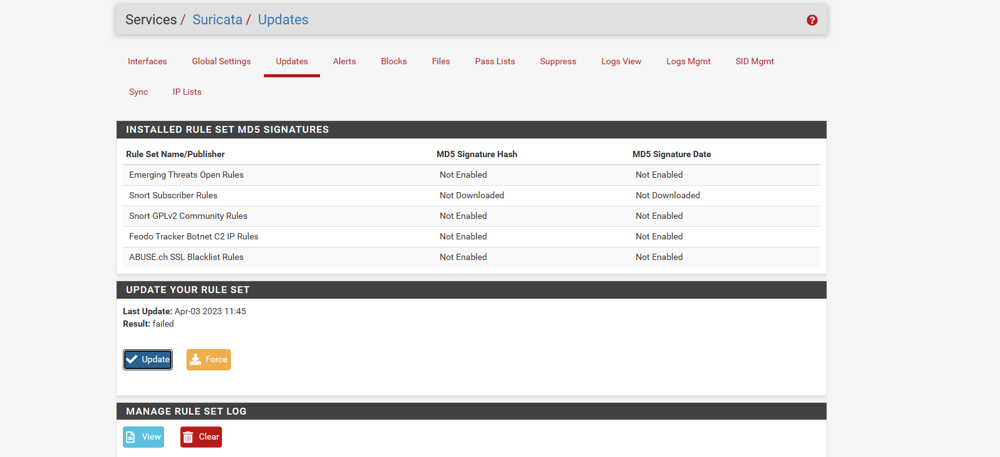 Services / Suricata / Updates
Interfaces Global Settings Updates Alerts Blocks Files Pass Lists Suppress Logs View Logs Mgmt SID Mgmt
Sync IP Lists
INSTALLED RULE SET MD5 SIGNATURES
Rule Set Name/Publisher MD5 Signature Hash MD5 Signature Date
Emerging Threats Open Rules Not Enabled Not Enabled
Snort Subscriber Rules Not Downloaded Not Downloaded
Snort GPLv2 Community Rules Not Enabled Not Enabled
Feodo Tracker Botnet C2 IP Rules Not Enabled Not Enabled
ABUSE.ch SSL Blacklist Rules Not Enabled Not Enabled
UPDATE YOUR RULE SET
Last Update: Apr-03 2023 11:45
Result: failed
Update Force
MANAGE RULE SET LOG
View Clear